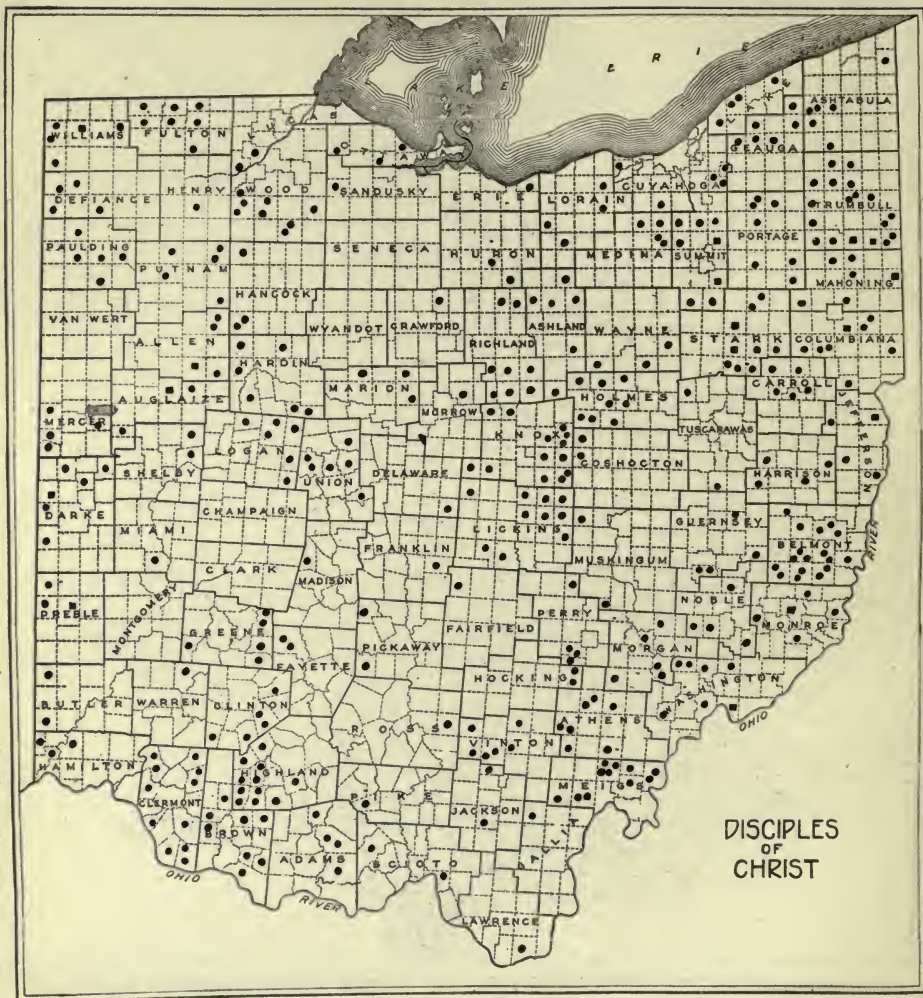 LAKE ERIE
LAKE
ASHTABULA
WILLIAMS
FULTON
LUCAS
OTTAWA
GEAUGA
CUYAHOGA
DEFIANCE
HENRY
WOOD
SANDUSKY
ERIE
LORAIN
TRUMBULL
PAULDING
PUTNAM
SENECA
HURON
MEDINA
SUMMIT
PORTAGE
MAHONING
HANCOCK
VAN WERT
ALLEN
WYANDOT
CRAWFORD
RICHLAND
ASHLAND
WAYNE
STARK
COLUMBIANA
HARDIN
MARION
CARROLL
AUGLAIZE
MERCER
MORROW
HOLMES
TUSCARAWAS
JEFFERSON
LOGAN
KNOX
UNION
DELAWARE
COSHOCTON
HARRISON
SHELBY
DARKE
CHAMPAIGN
MIAMI
LICKING
GUERNSEY
BELMONT
RIVER
FRANKLIN
CLARK
MADISON
MUSKINGUM
PREBLE
MONTGOMERY
NOBLE
MONROE
PERRY
GREENE
FAIRFIELD
PICKAWAY
MORGAN
FAYETTE
HOCKING
WASHINGTON
BUTLER
WARREN
CLINTON
ROSS
ATHENS
OHIO
VINTON
HAMILTON
HIGHLAND
MEIGS
CLERMONT
PIKE
JACKSON
BROWN
GALLIA
ADAMS
SCIOTO
OHIO
RIVER
LAWRENCE
DISCIPLES
OF
CHRIST